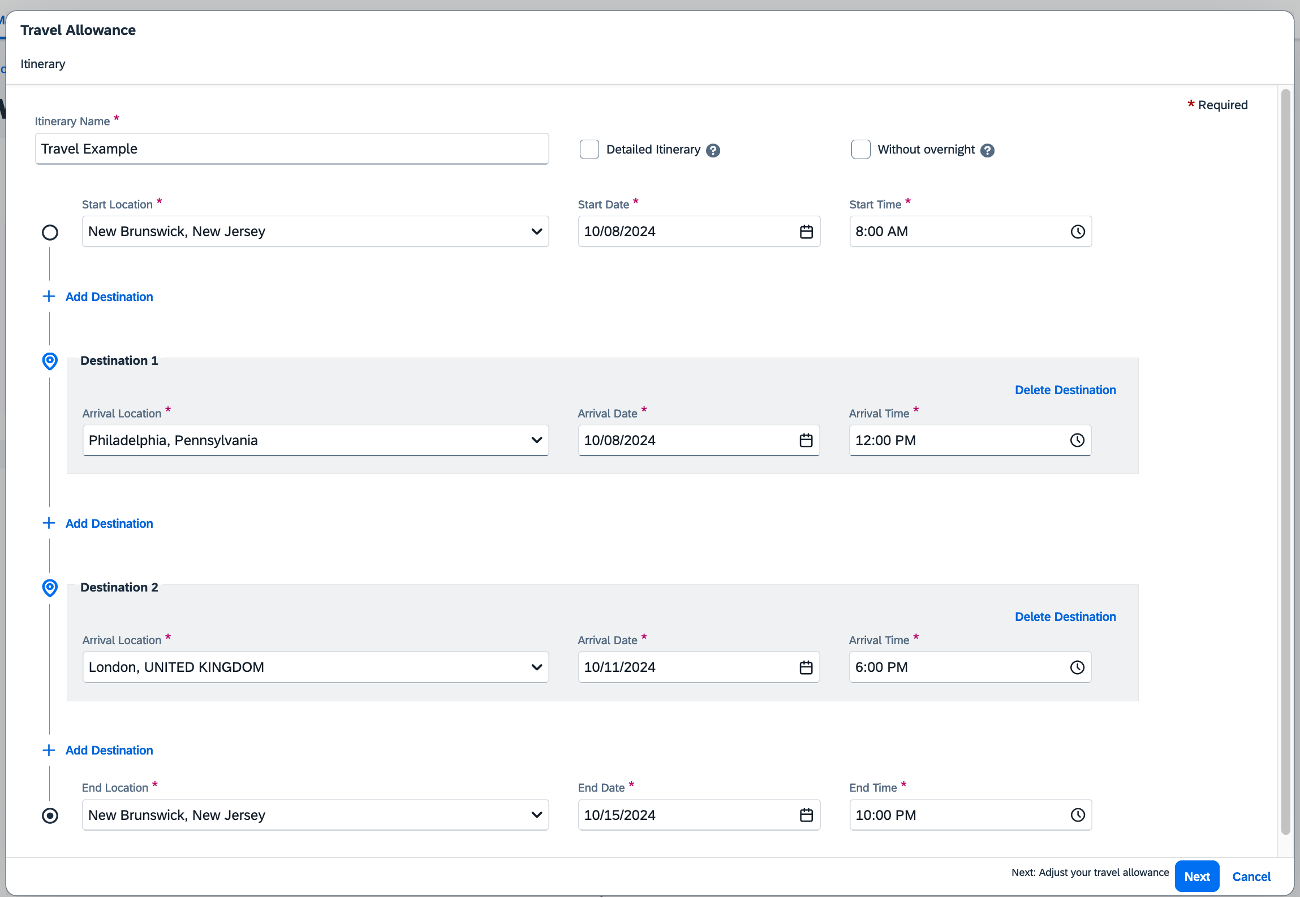 Travel Allowance
Itinerary
* Required
Itinerary Name *
Travel Example
Detailed Itinerary
Without overnight
Start Location *
Start Date *
Start Time *
New Brunswick, New Jersey
10/08/2024
8:00 AM
Add Destination
Destination 1
Delete Destination
Arrival Location *
Arrival Date *
Arrival Time *
Philadelphia, Pennsylvania
10/08/2024
12:00 PM
Add Destination
Destination 2
Delete Destination
Arrival Location *
Arrival Date *
Arrival Time *
London, UNITED KINGDOM
10/11/2024
6:00 PM
Add Destination
End Location *
End Date *
End Time *
New Brunswick, New Jersey
10/15/2024
10:00 PM
Next: Adjust your travel allowance
Next
Cancel